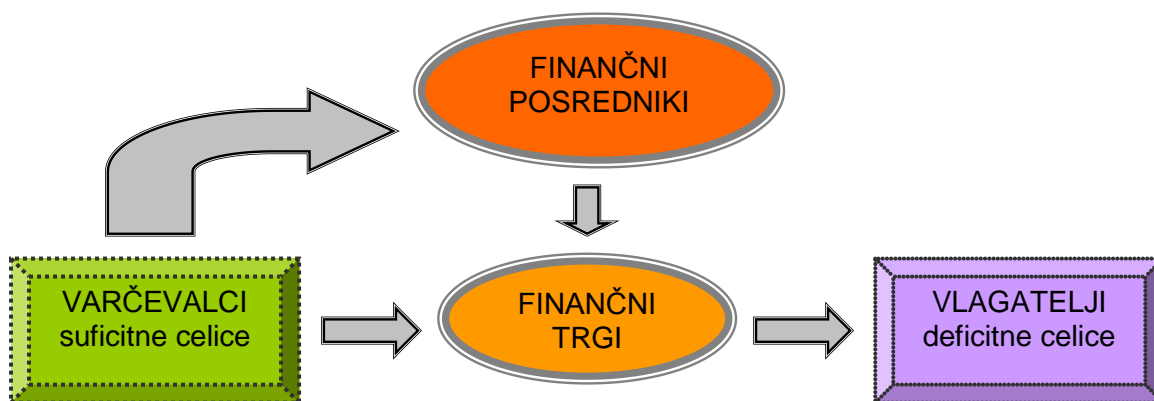 FINANČNI
POSREDNIKI
VARČEVALCI
suficitne celice
FINANČNI
TRGI
VLAGATELJI
deficitne celice